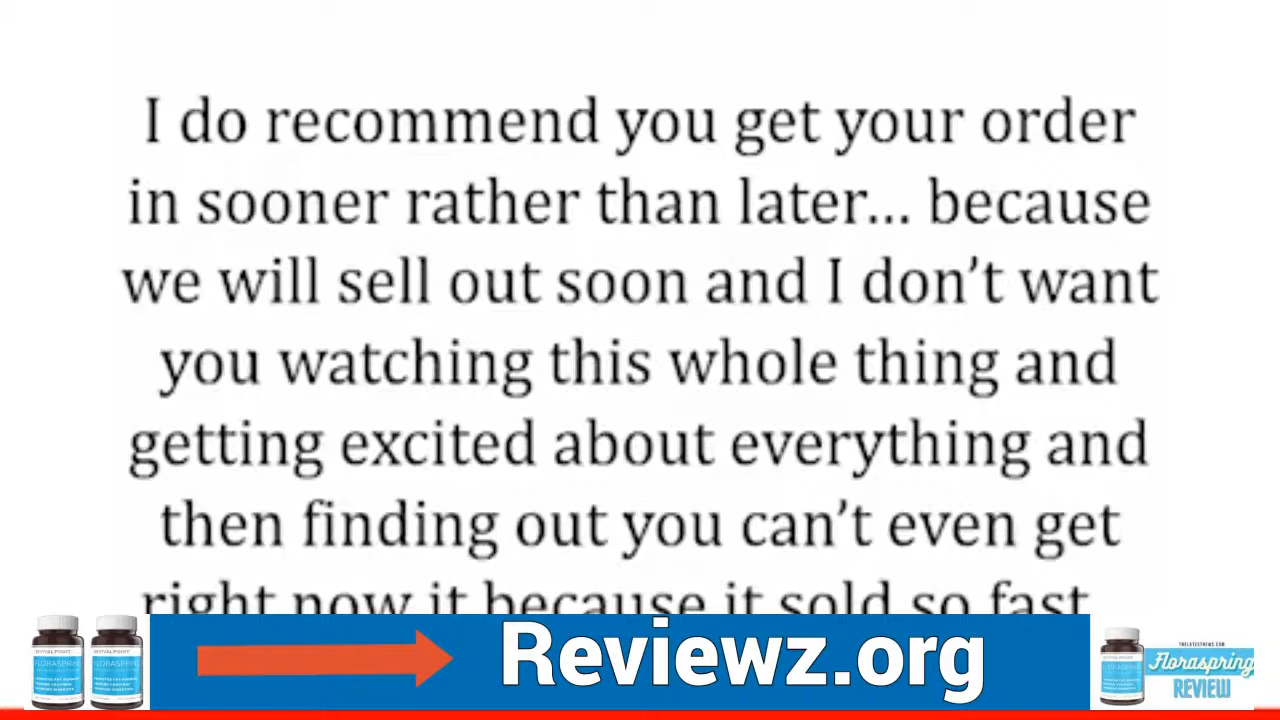 I do recommend you get your order
in sooner rather than later... because
we will sell out soon and I don't want
you watching this whole thing and
getting excited about everything and
then finding out you can't even get
right now it because it sold so fast
Reviewz.org
FLORASPRING
FLORASPRING
Floraspring
REVIEW